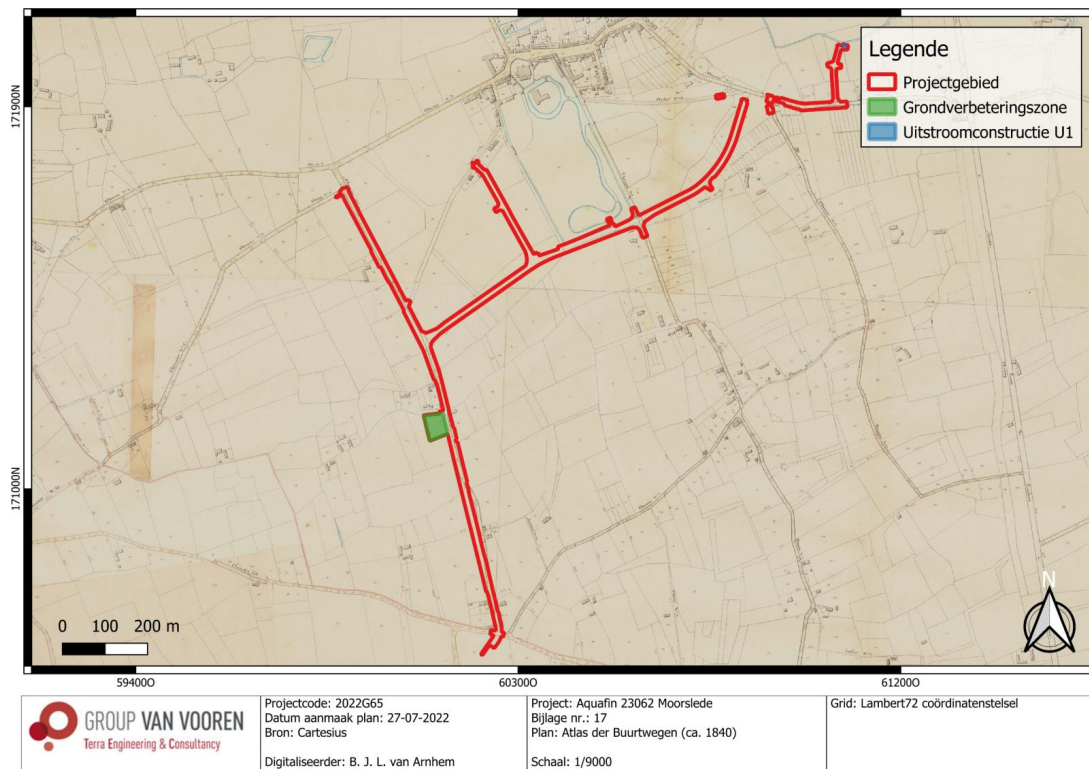 Legende
Projectgebied
Grondverbeteringszone
Uitstroomconstructie U1
171900N
171000N
N
0 100 200 m
594000 603000 612000
GROUP VAN VOOREN
Terra Engineering & Consultancy
Projectcode: 2022G65
Datum aanmaak plan: 27-07-2022
Bron: Cartesius
Digitaliseerder: B. J. L. van Arnhem
Project: Aquafin 23062 Moorslede
Bijlage nr.: 17
Plan: Atlas der Buurtwegen (ca. 1840)
Schaal: 1/9000
Grid: Lambert72 coördinatenstelsel